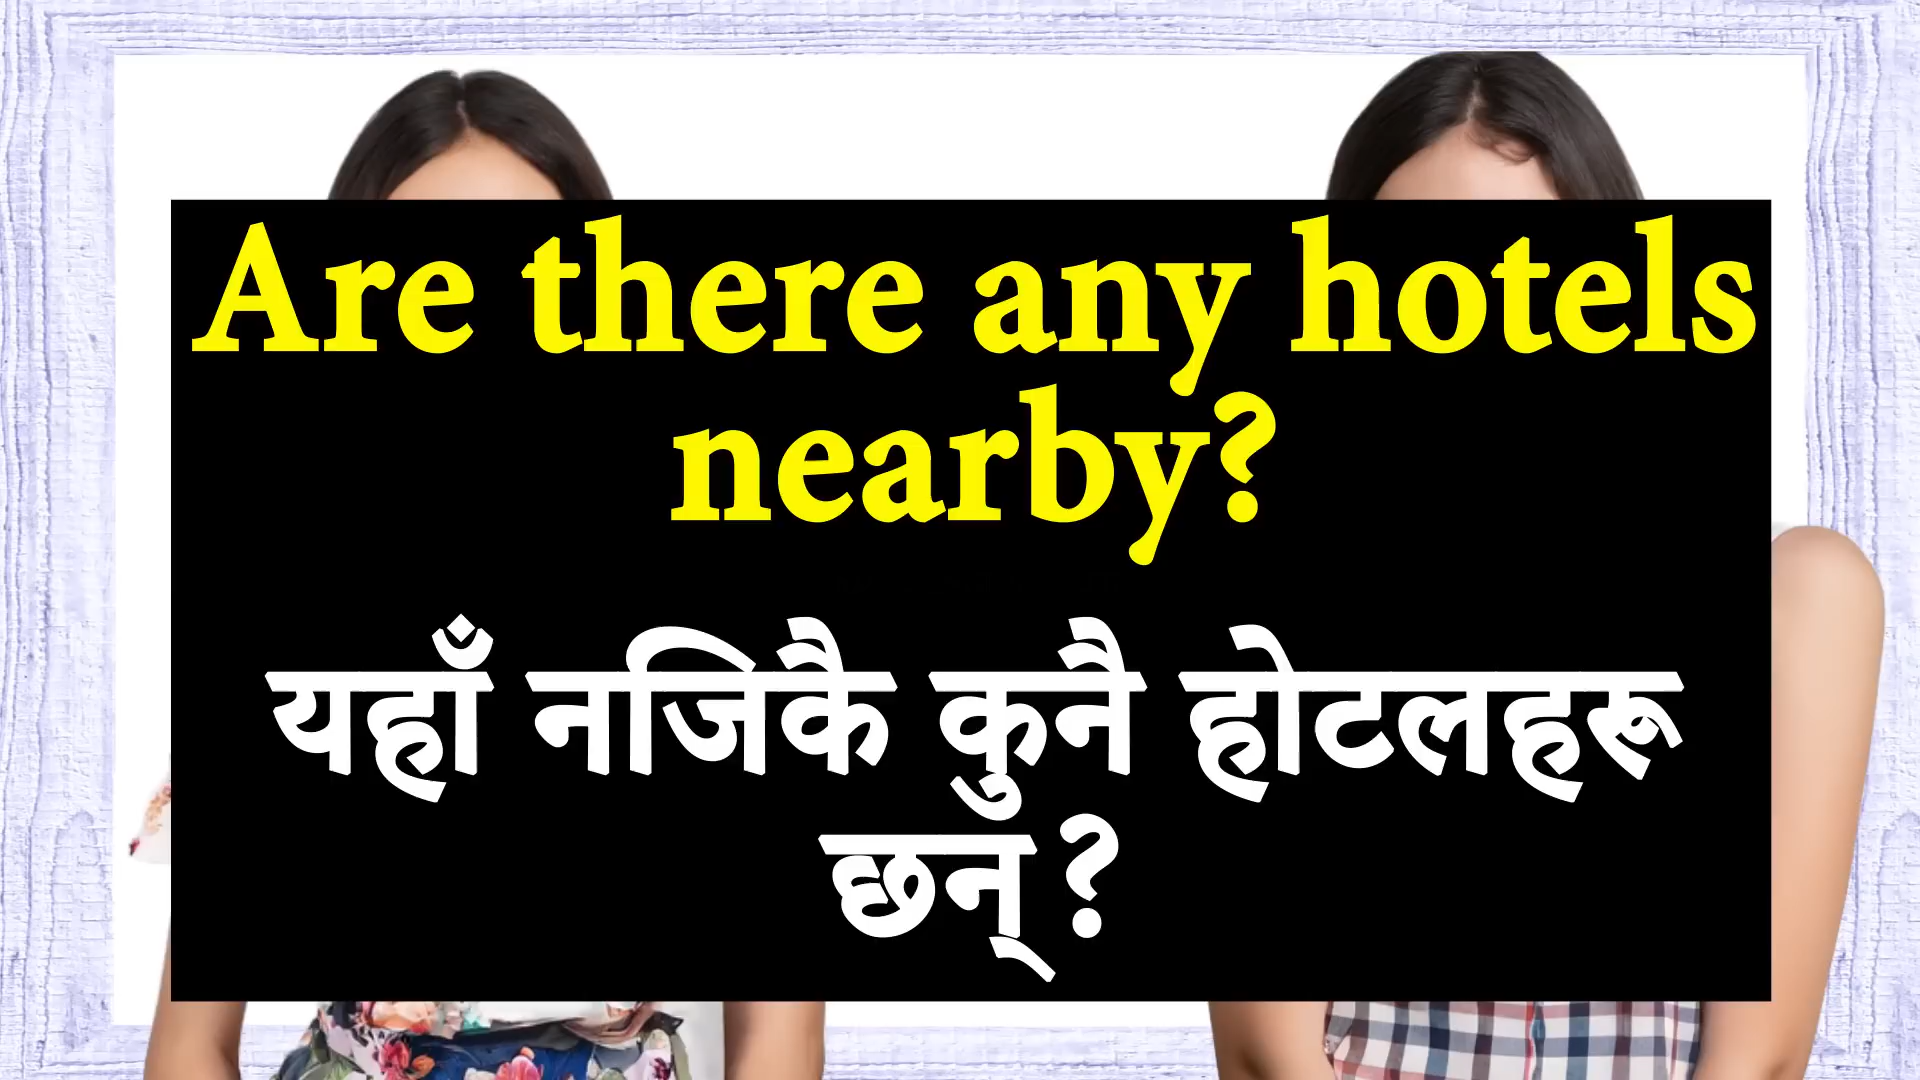 Are there any hotels
nearby?
यहाँ नजिकै कुनै होटलहरू
छन्?